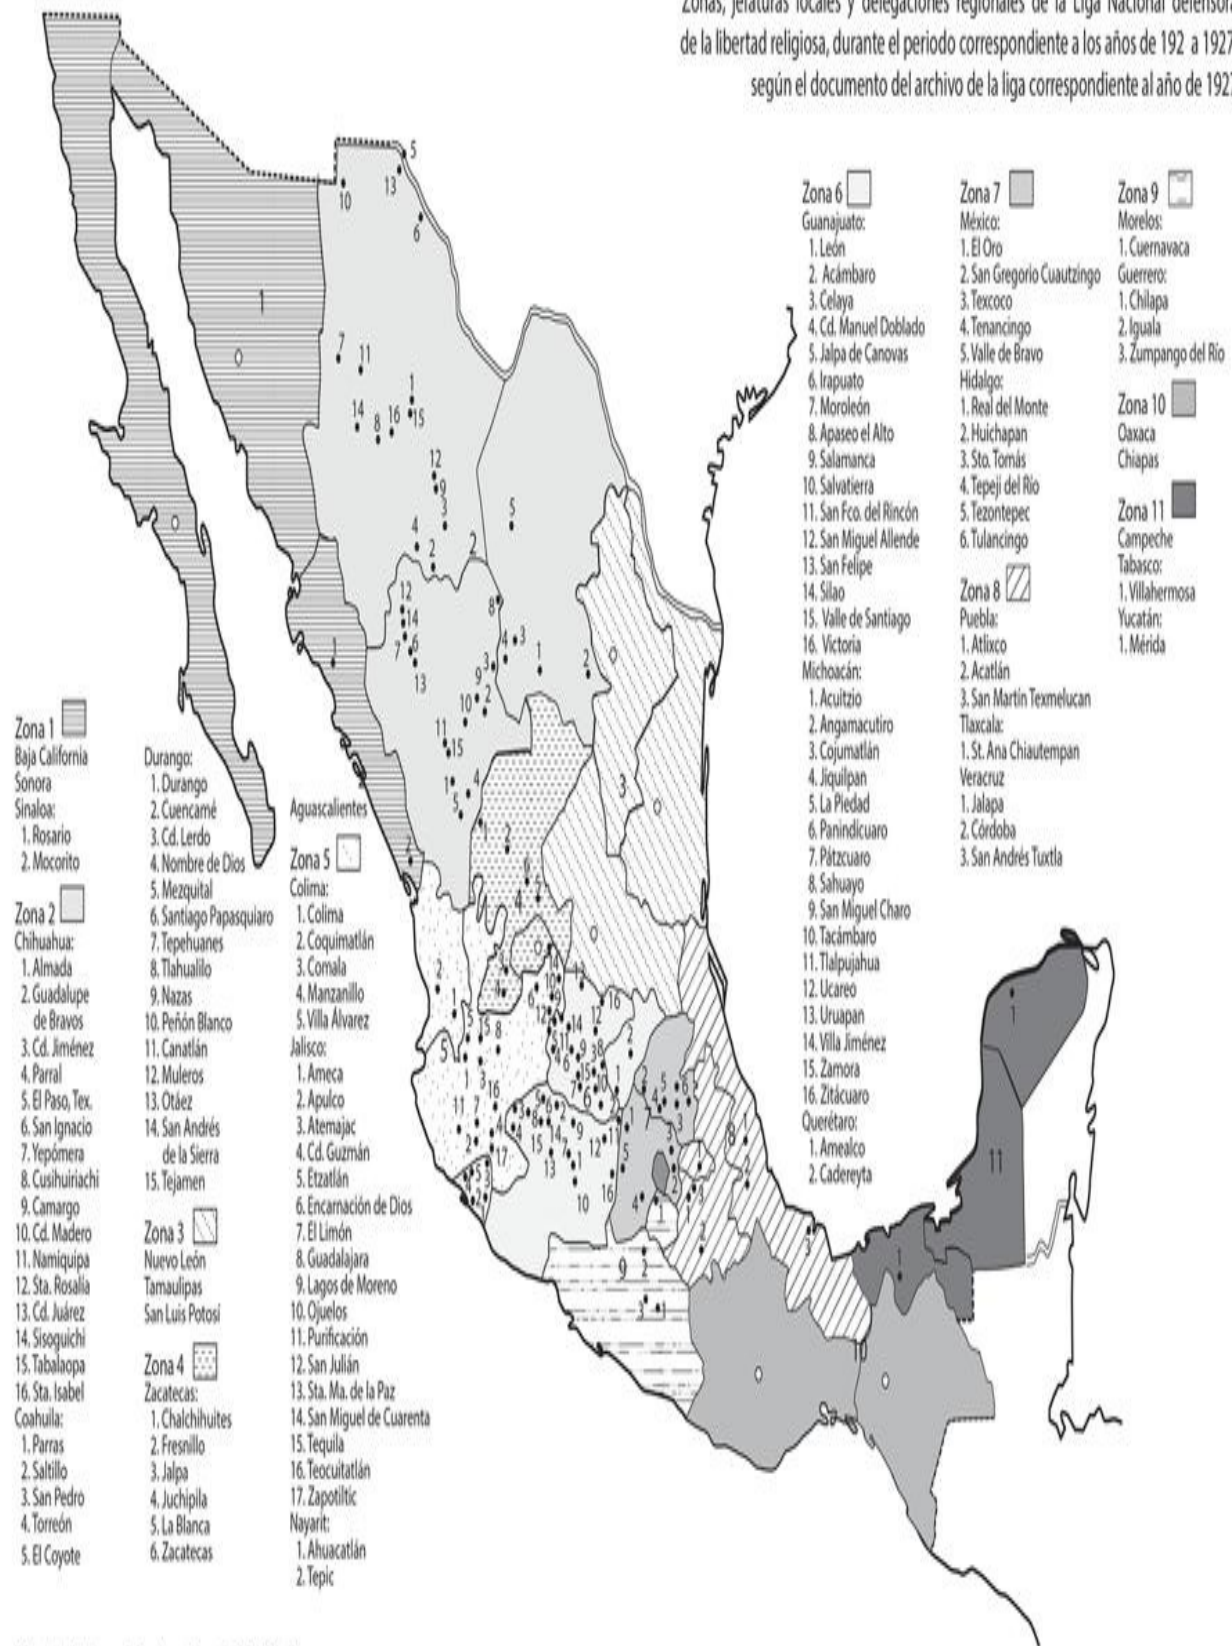 Zonas, jefaturas locales y delegaciones regionales de la Liga Nacional defensora
de la libertad religiosa, durante el periodo correspondiente a los años de 192 a 1927
según el documento del archivo de la liga correspondiente al año de
Zona 1
Baja California
Sonora
Sinaloa:
1. Rosario
2. Mocorito
Zona 2
Chihuahua:
1. Almada
2. Guadalupe
de Bravos
3. Cd. Jiménez
4. Parral
5. El Paso, Tex.
6. San Ignacio
7. Yepómera
8. Cusihuiriachi
9. Camargo
10. Cd. Madero
11. Namiquipa
12. Sta. Rosalia
13. Cd. Juárez
14. Sisoguichi
15. Tabalaopa
16. Sta. Isabel
Coahuila:
1. Parras
2. Saltillo
3. San Pedro
4. Torreón
5. El Coyote
Durango:
1. Durango
2. Cuencamé
3. Cd. Lerdo
4. Nombre de Dios
5. Mezquital
6. Santiago Papasquiaro
7. Tepehuanes
8. Tlahualilo
9. Nazas
10. Peñón Blanco
11. Canatlán
12. Muleros
13. Otáez
14. San Andrés
de la Sierra
15. Tejamen
Zona 3
Nuevo León
Tamaulipas
San Luis Potosí
Zona 4
Zacatecas:
1. Chalchihuites
2. Fresnillo
3. Jalpa
4. Juchipila
5. La Blanca
6. Zacatecas
Aguascalientes
Zona 5
Colima:
1. Colima
2. Coquimatlán
3. Comala
4. Manzanillo
5. Villa Álvarez
Jalisco:
1. Ameca
2. Apulco
3. Atemajac
4. Cd. Guzmán
5. Etzatlán
6. Encarnación de Dios
7. El Limón
8. Guadalajara
9. Lagos de Moreno
10. Ojuelos
11. Purificación
12. San Julián
13. Sta. Ma. de la Paz
14. San Miguel de Cuarenta
15. Tequila
16. Teocuitatlán
17. Zapotiltic
Nayarit:
1. Ahuacatlán
2. Tepic
Zona 6
Guanajuato:
1. León
2. Acámbaro
3. Celaya
4. Cd. Manuel Doblado
5. Jalpa de Canovas
6. Irapuato
7. Moroleón
8. Apaseo el Alto
9. Salamanca
10. Salvatierra
11. San Fco. del Rincón
12. San Miguel Allende
13. San Felipe
14. Silao
15. Valle de Santiago
16. Victoria
Michoacán:
1. Acuitzio
2. Angamacutiro
3. Cojumatlán
4. Jiquilpan
5. La Piedad
6. Panindícuaro
7. Pátzcuaro
8. Sahuayo
9. San Miguel Charo
10. Tacámbaro
11. Tlalpujahua
12. Ucareo
13. Uruapan
14. Villa Jiménez
15. Zamora
16. Zitácuaro
Querétaro:
1. Amealco
2. Cadereyta
Zona 7
México:
1. El Oro
2. San Gregorio Cuautzingo
3. Texcoco
4. Tenancingo
5. Valle de Bravo
Hidalgo:
1. Real del Monte
2. Huichapan
3. Sto. Tomás
4. Tepeji del Río
5. Tezontepec
6. Tulancingo
Zona 8
Puebla:
1. Atlixco
2. Acatlán
3. San Martín Texmelucan
Tlaxcala:
1. St. Ana Chiautempan
Veracruz
1. Jalapa
2. Córdoba
3. San Andrés Tuxtla
Zona 9
Morelos:
1. Cuernavaca
Guerrero:
1. Chilapa
2. Iguala
3. Zumpango del Río
Zona 10
Oaxaca
Chiapas
Zona 11
Campeche
Tabasco:
1. Villahermosa
Yucatán:
1. Mérida